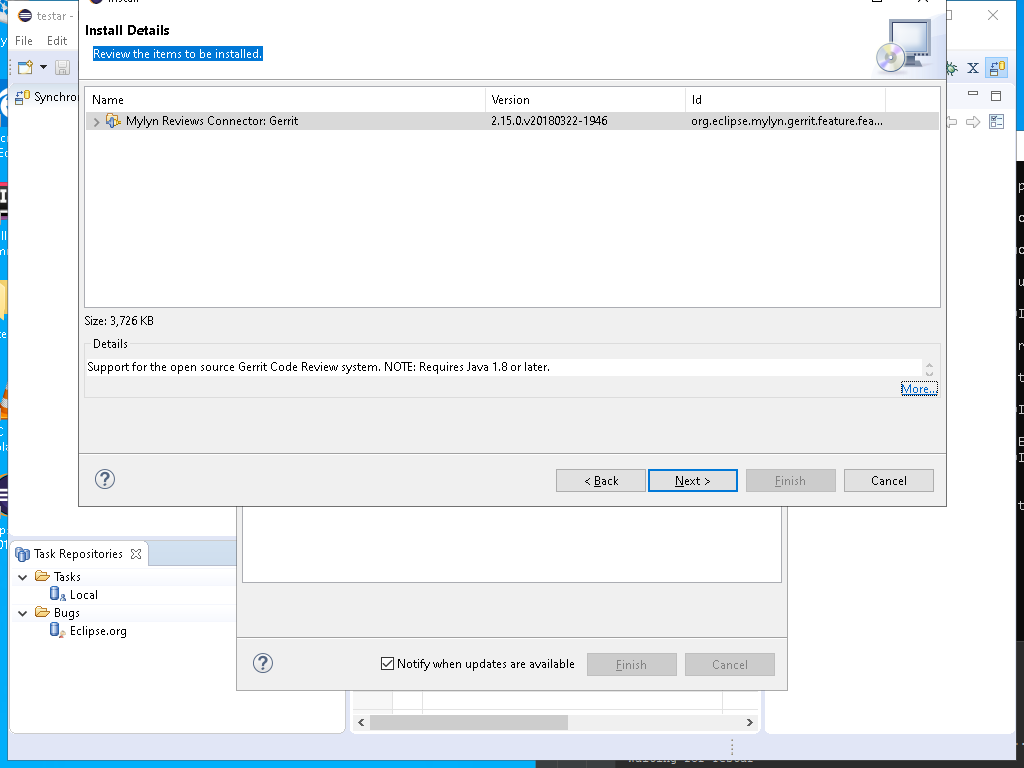 testar -
Install
File Edit
Install Details
Review the items to be installed.
Synchro
Name Version Id
Mylyn Reviews Connector: Gerrit 2.15.0.v20180322-1946 org.eclipse.mylyn.gerrit.feature.fea...
Size: 3,726 KB
Details
Support for the open source Gerrit Code Review system. NOTE: Requires Java 1.8 or later.
More...
< Back Next > Finish Cancel
Task Repositories
Tasks
Local
Bugs
Eclipse.org
Notify when updates are available Finish Cancel